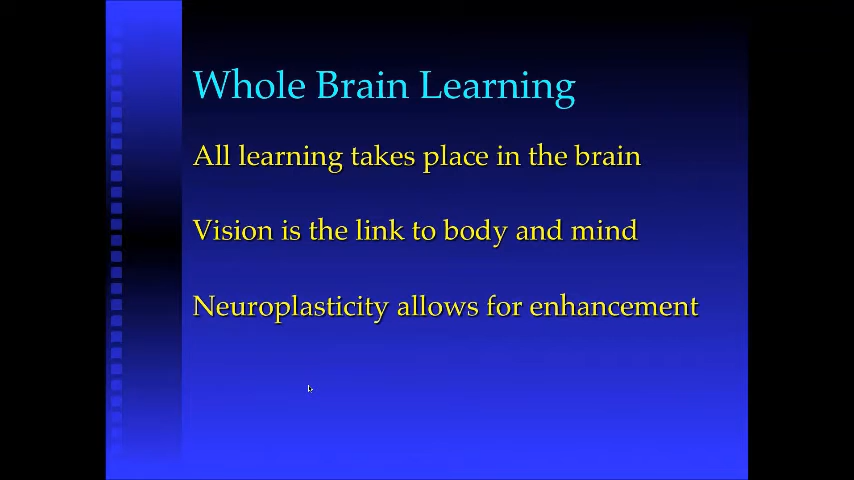 Whole Brain Learning
All learning takes place in the brain
Vision is the link to body and mind
Neuroplasticity allows for enhancement